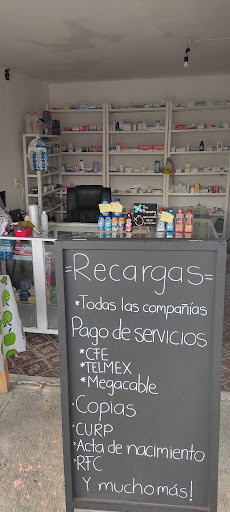 =Recargas=
*Todas las compañías
Pago de servicios
*CFE
*TELMEX
*Megacable
*Copias
*CURP
*Acta de nacimiento
*RFC
Y mucho más!